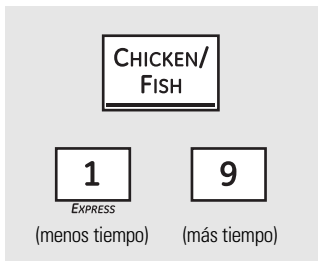 CHICKEN/
FISH
1 9
EXPRESS
(menos tiempo) (más tiempo)